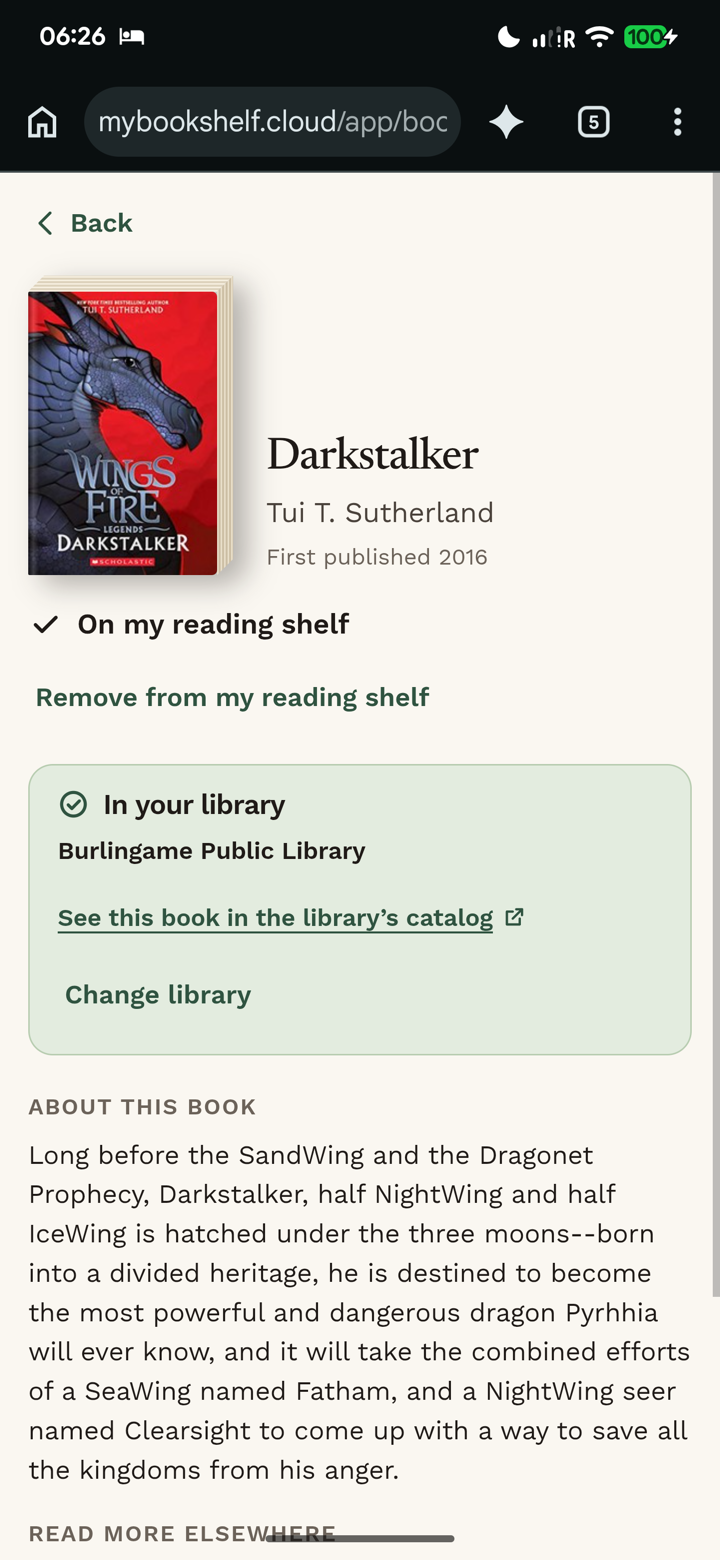 06:26
R
100
mybookshelf.cloud/app/boo
5
Back
NEW YORK TIMES BESTSELLING AUTHOR
TUI T. SUTHERLAND
WINGS
OF
FIRE
LEGENDS
DARKSTALKER
SCHOLASTIC
Darkstalker
Tui T. Sutherland
First published 2016
On my reading shelf
Remove from my reading shelf
In your library
Burlingame Public Library
See this book in the library’s catalog
Change library
ABOUT THIS BOOK
Long before the SandWing and the Dragonet
Prophecy, Darkstalker, half NightWing and half
IceWing is hatched under the three moons--born
into a divided heritage, he is destined to become
the most powerful and dangerous dragon Pyrhhia
will ever know, and it will take the combined efforts
of a SeaWing named Fatham, and a NightWing seer
named Clearsight to come up with a way to save all
the kingdoms from his anger.
READ MORE ELSEWHERE